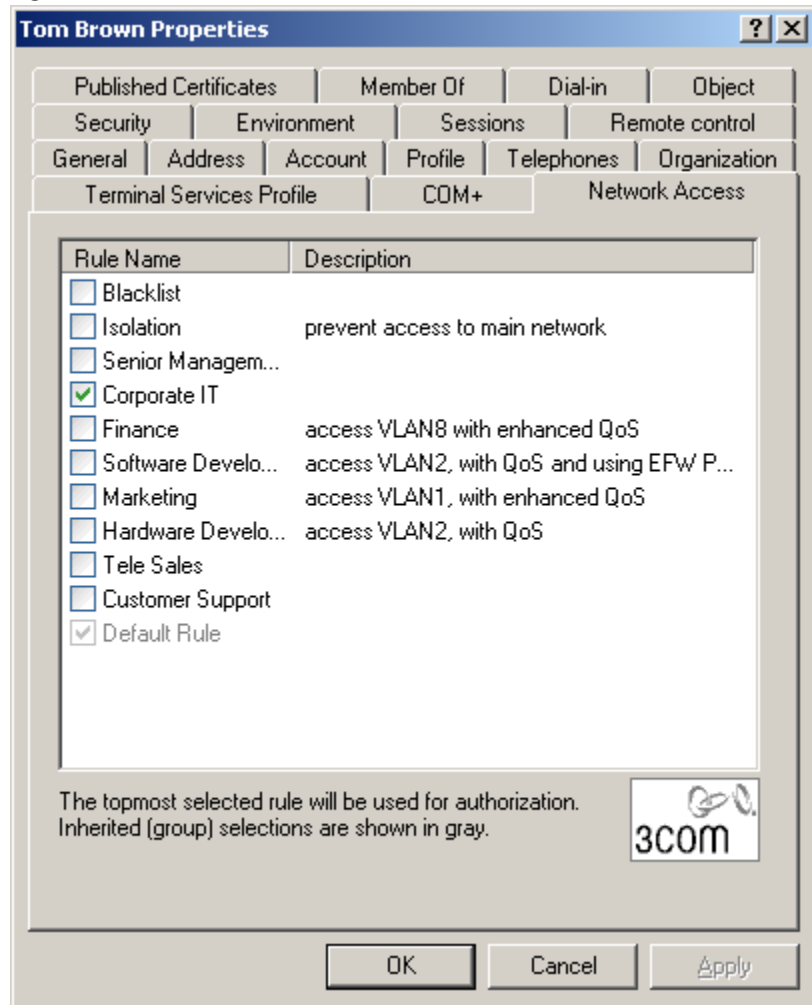 Tom Brown Properties ? X
Published Certificates Member Of Dial-in Object
Security Environment Sessions Remote control
General Address Account Profile Telephones Organization
Terminal Services Profile COM+ Network Access
Rule Name Description
Blacklist
Isolation prevent access to main network
Senior Managem...
Corporate IT
Finance access VLAN8 with enhanced QoS
Software Develo... access VLAN2, with QoS and using EFW P...
Marketing access VLAN1, with enhanced QoS
Hardware Develo... access VLAN2, with QoS
Tele Sales
Customer Support
Default Rule
The topmost selected rule will be used for authorization.
Inherited (group) selections are shown in gray.
3COM
OK Cancel Apply